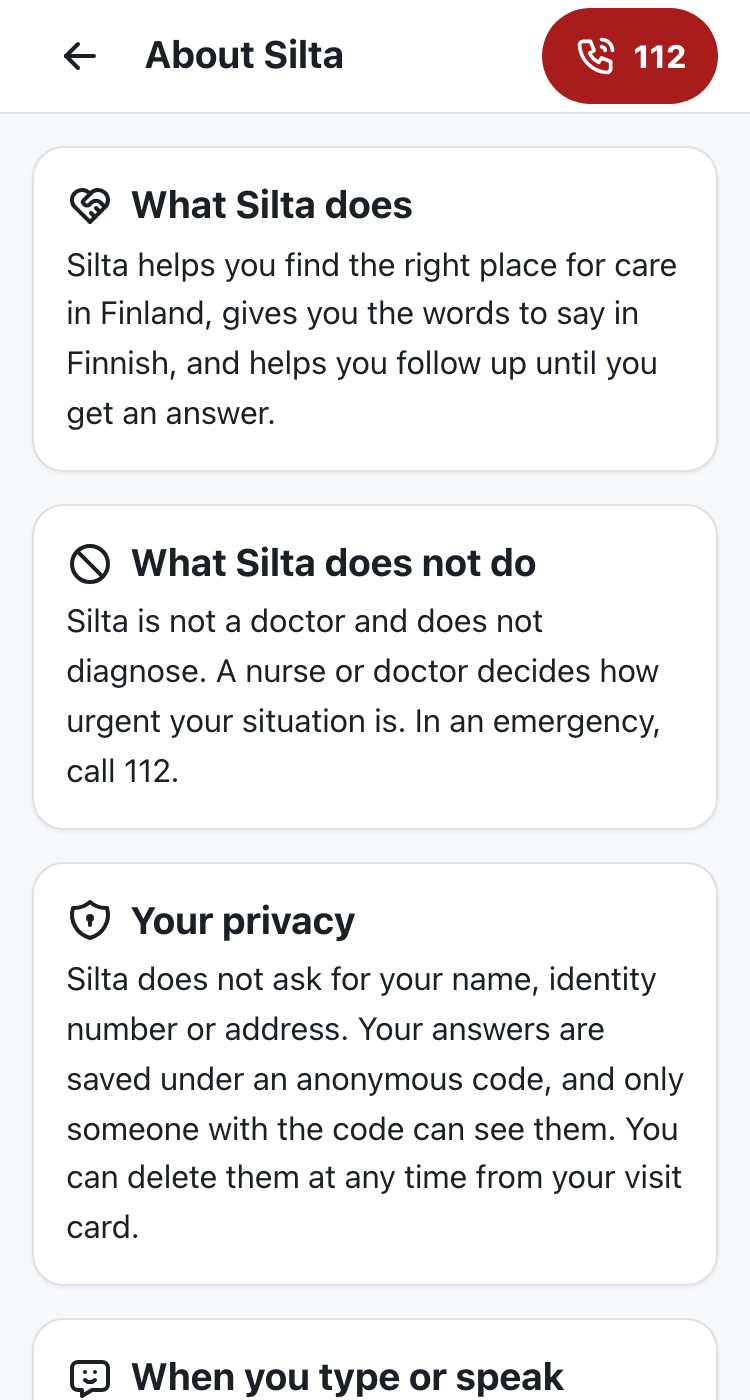 About Silta
112
What Silta does
Silta helps you find the right place for care
in Finland, gives you the words to say in
Finnish, and helps you follow up until you
get an answer.
What Silta does not do
Silta is not a doctor and does not
diagnose. A nurse or doctor decides how
urgent your situation is. In an emergency,
call 112.
Your privacy
Silta does not ask for your name, identity
number or address. Your answers are
saved under an anonymous code, and only
someone with the code can see them. You
can delete them at any time from your visit
card.
When you type or speak